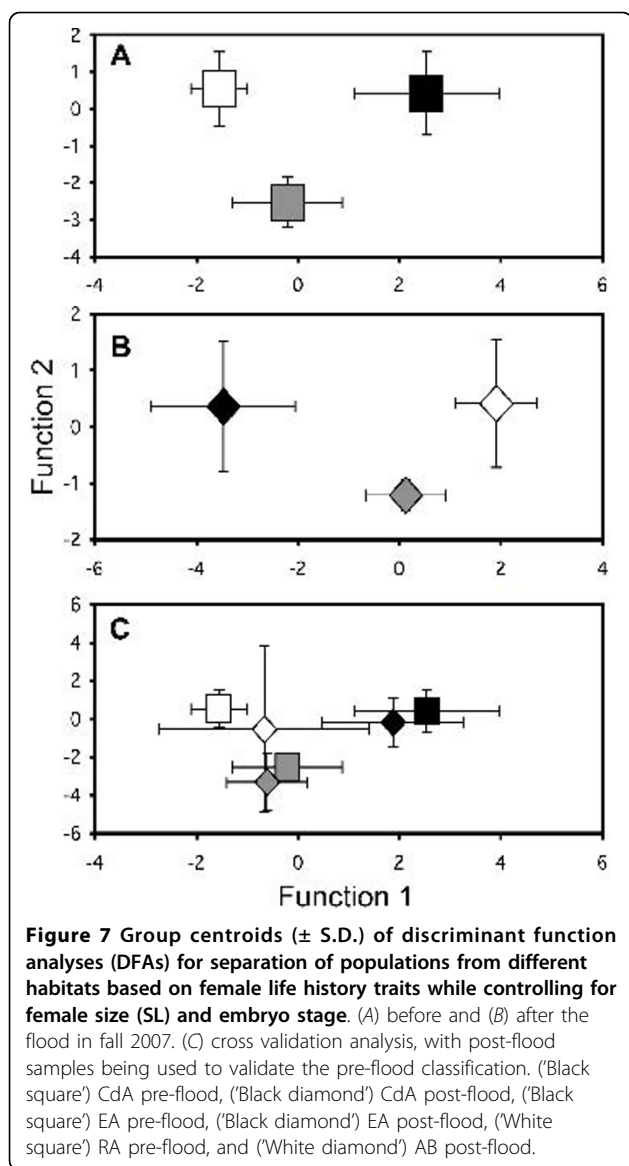 2
A
1
0
-1
-2
-3
-4
-4 -2 0 2 4 6
2
B
1
0
-1
-2
-6 -4 -2 0 2 4
Function 2
6
C
4
2
0
-2
-4
-6
-4 -2 0 2 4 6
Function 1
Figure 7 Group centroids (± S.D.) of discriminant function
analyses (DFAs) for separation of populations from different
habitats based on female life history traits while controlling for
female size (SL) and embryo stage. (A) before and (B) after the
flood in fall 2007. (C) cross validation analysis, with post-flood
samples being used to validate the pre-flood classification. ('Black
square') CdA pre-flood, ('Black diamond') CdA post-flood, ('Black
square') EA pre-flood, ('Black diamond') EA post-flood, ('White
square') RA pre-flood, and ('White diamond') AB post-flood.